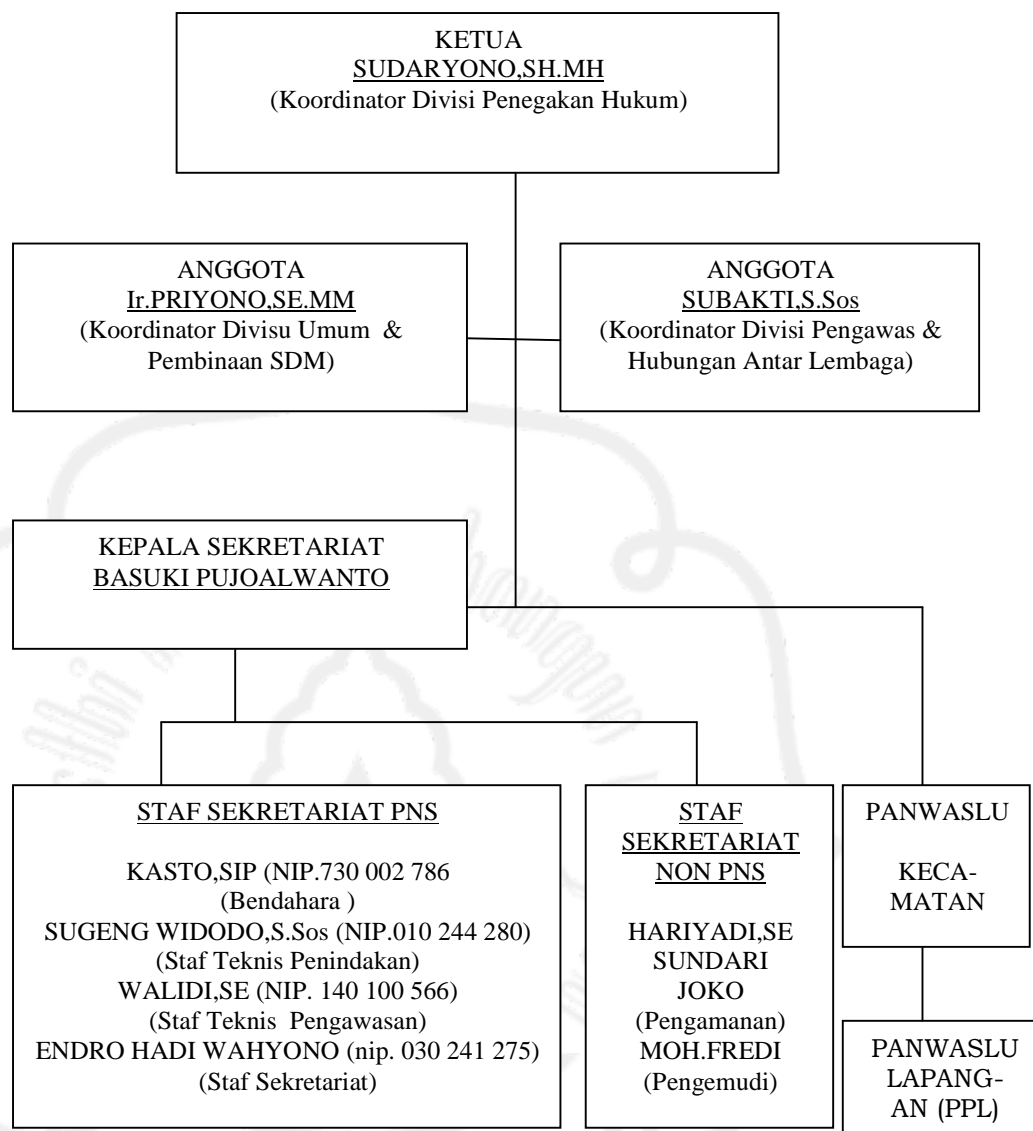 KETUA
SUDARYONO,SH.MH
(Koordinator Divisi Penegakan Hukum)
ANGGOTA
Ir.PRIYONO,SE.MM
(Koordinator Divisu Umum &
Pembinaan SDM)
ANGGOTA
SUBAKTI,S.Sos
(Koordinator Divisi Pengawas &
Hubungan Antar Lembaga)
KEPALA SEKRETARIAT
BASUKI PUJOALWANTO
STAF SEKRETARIAT PNS
KASTO,SIP (NIP.730 002 786
(Bendahara )
SUGENG WIDODO,S.Sos (NIP.010 244 280)
(Staf Teknis Penindakan)
WALIDI,SE (NIP. 140 100 566)
(Staf Teknis Pengawasan)
ENDRO HADI WAHYONO (nip. 030 241 275)
(Staf Sekretariat)
STAF
SEKRETARIAT
NON PNS
HARIYADI,SE
SUNDARI
JOKO
(Pengamanan)
MOH.FREDI
(Pengemudi)
PANWASLU
KECA-
MATAN
PANWASLU
LAPANG-
AN (PPL)